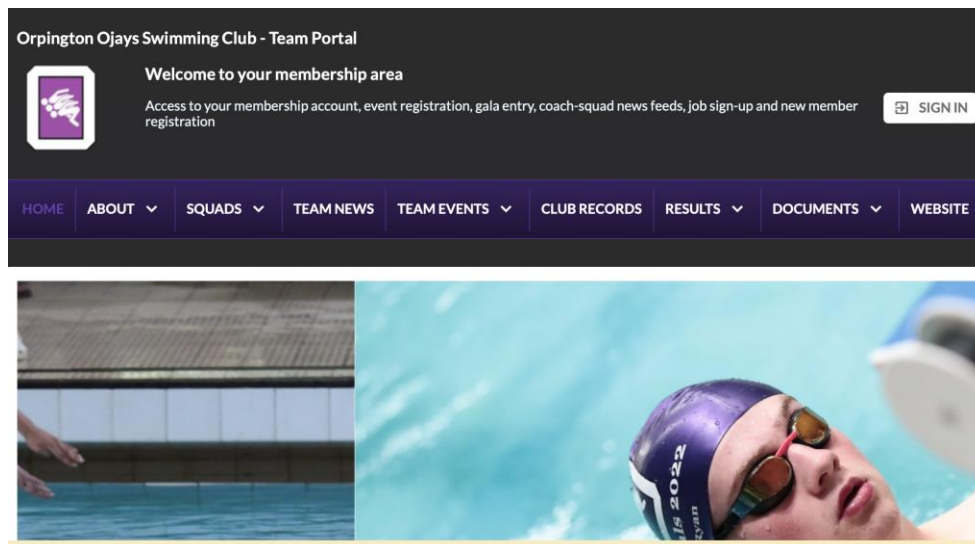 Orpington Ojays Swimming Club - Team Portal
Welcome to your membership area
Access to your membership account, event registration, gala entry, coach-squad news feeds, job sign-up and new member
registration
SIGN IN
HOME ABOUT SQUADS TEAM NEWS TEAM EVENTS CLUB RECORDS RESULTS DOCUMENTS WEBSITE
2022